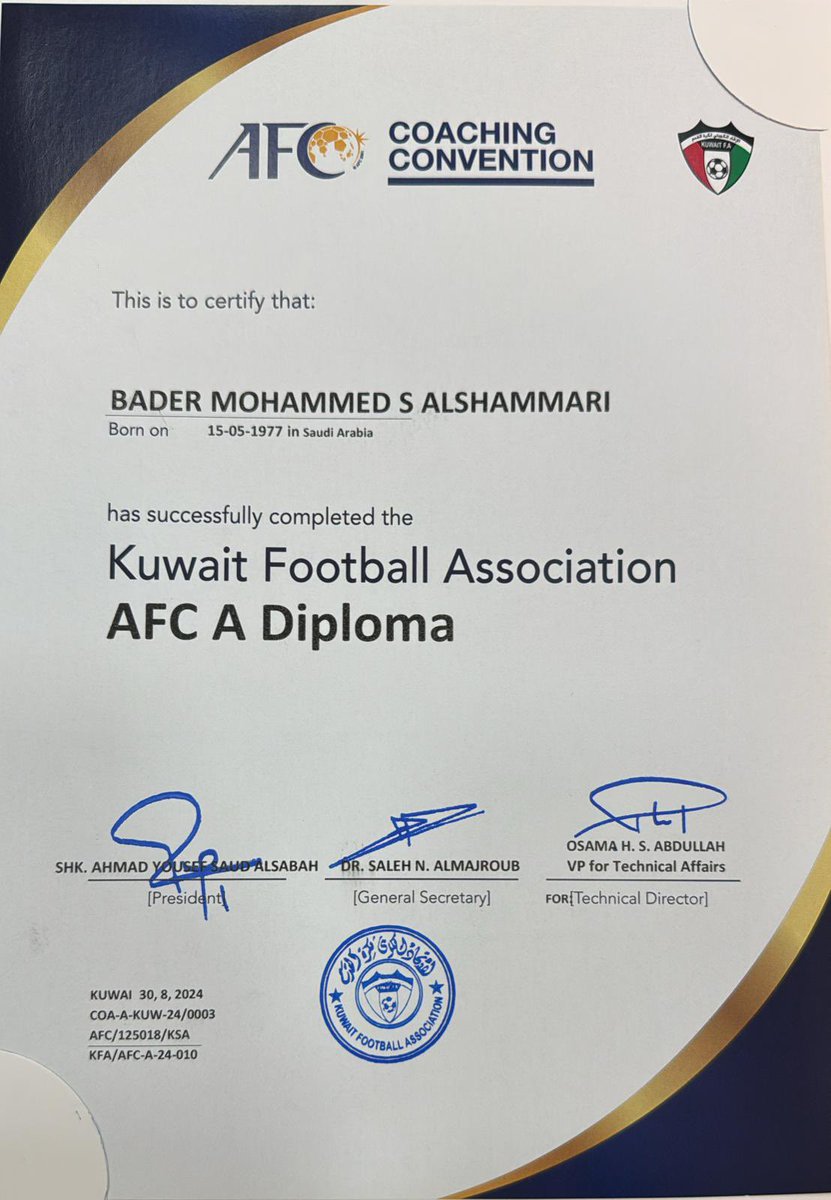 AFC COACHING
CONVENTION
KUWAIT F.A
This is to certify that:
BADER MOHAMMED S ALSHAMMARI
Born on 15-05-1977 in Saudi Arabia
has successfully completed the
Kuwait Football Association
AFC A Diploma
SHK. AHMAD YOUSEF SAUD ALSABAH
[President]
DR. SALEH N. ALMAJROUB
[General Secretary]
OSAMA H. S. ABDULLAH
VP for Technical Affairs
FOR:[Technical Director]
KUWAIT FOOTBALL ASSOCIATION
KUWAI 30, 8, 2024
COA-A-KUW-24/0003
AFC/125018/KSA
KFA/AFC-A-24-010